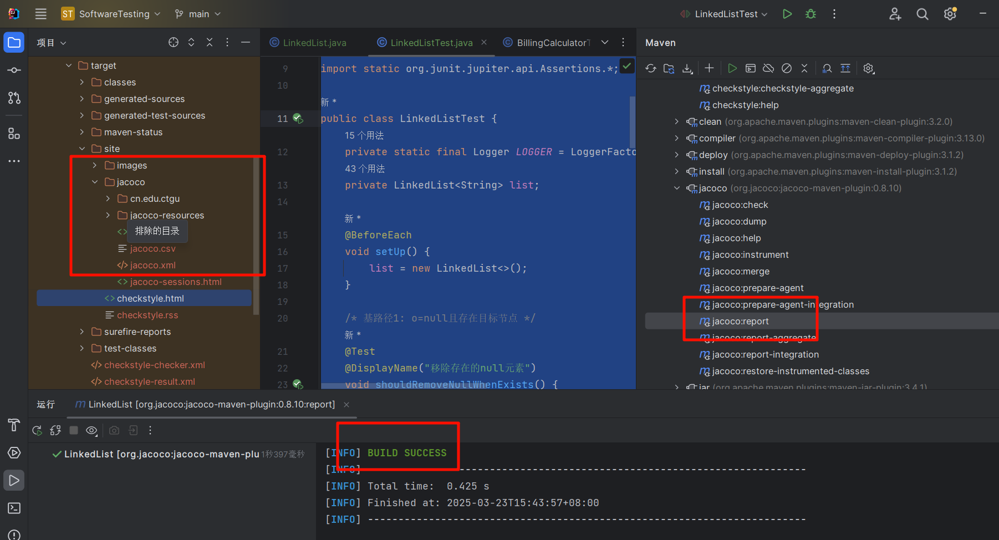 ST SoftwareTesting main LinkedListTest
项目
LinkedList.java LinkedListTest.java BillingCalculatorT
Maven
target
classes
generated-sources
generated-test-sources
maven-status
site
images
jacoco
cn.edu.ctgu
jacoco-resources
排除的目录
jacoco.csv
jacoco.xml
jacoco-sessions.html
checkstyle.html
checkstyle.rss
surefire-reports
test-classes
checkstyle-checker.xml
checkstyle-result.xml
9 import static org.junit.jupiter.api.Assertions.*;
10
新 *
11 public class LinkedListTest {
15 个用法
12 private static final Logger LOGGER = LoggerFacto
43 个用法
13 private LinkedList<String> list;
14
新 *
15 @BeforeEach
16 void setUp() {
17 list = new LinkedList<>();
18 }
19
20 /* 基路径1: o=null且存在目标节点 */
新 *
21 @Test
22 @DisplayName("移除存在的null元素")
23 void shouldRemoveNullWhenExists() {
checkstyle:checkstyle-aggregate
checkstyle:help
clean (org.apache.maven.plugins:maven-clean-plugin:3.2.0)
compiler (org.apache.maven.plugins:maven-compiler-plugin:3.13.0)
deploy (org.apache.maven.plugins:maven-deploy-plugin:3.1.2)
install (org.apache.maven.plugins:maven-install-plugin:3.1.2)
jacoco (org.jacoco:jacoco-maven-plugin:0.8.10)
jacoco:check
jacoco:dump
jacoco:help
jacoco:instrument
jacoco:merge
jacoco:prepare-agent
jacoco:prepare-agent-integration
jacoco:report
jacoco:report-aggregate
jacoco:report-integration
jacoco:restore-instrumented-classes
jar (org.apache.maven.plugins:maven-jar-plugin:3.4.1)
运行 LinkedList [org.jacoco:jacoco-maven-plugin:0.8.10:report]
LinkedList [org.jacoco:jacoco-maven-plu 1秒397毫秒
[INFO] BUILD SUCCESS
[INFO] ------------------------------------------------------------------------
[INFO] Total time:  0.425 s
[INFO] Finished at: 2025-03-23T15:43:57+08:00
[INFO] ------------------------------------------------------------------------